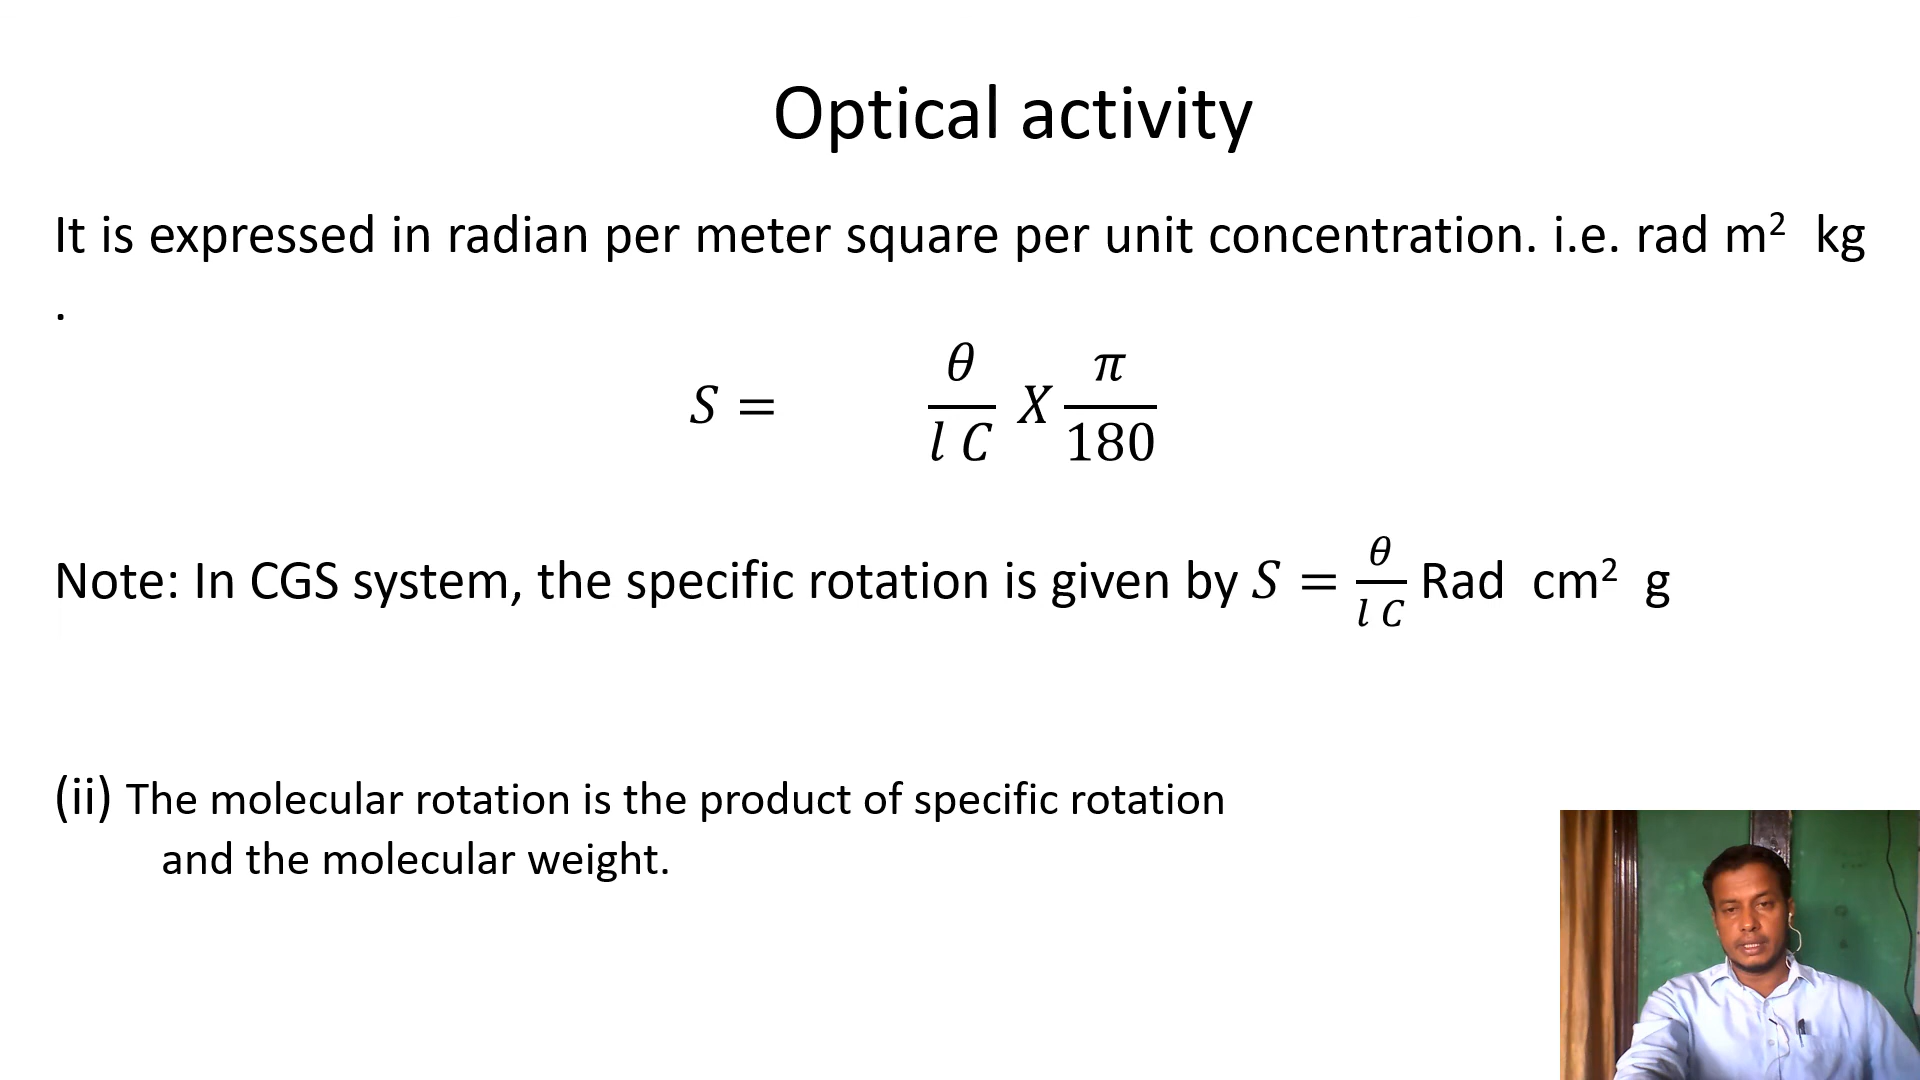 Optical activity
It is expressed in radian per meter square per unit concentration. i.e. rad m² kg
.
S = θ / l C X π / 180
Note: In CGS system, the specific rotation is given by S = θ / l C Rad cm² g
(ii) The molecular rotation is the product of specific rotation
and the molecular weight.